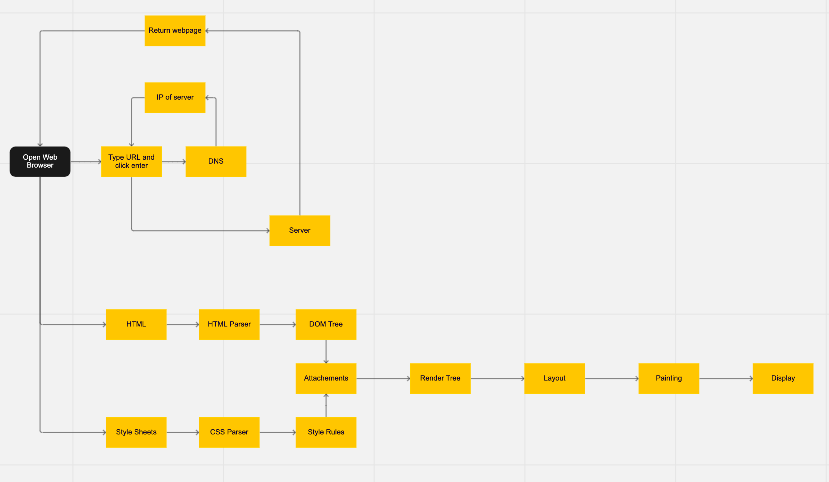 Return webpage
IP of server
Open Web
Browser
Type URL and
click enter
DNS
Server
HTML
HTML Parser
DOM Tree
Attachements
Render Tree
Layout
Painting
Display
Style Sheets
CSS Parser
Style Rules